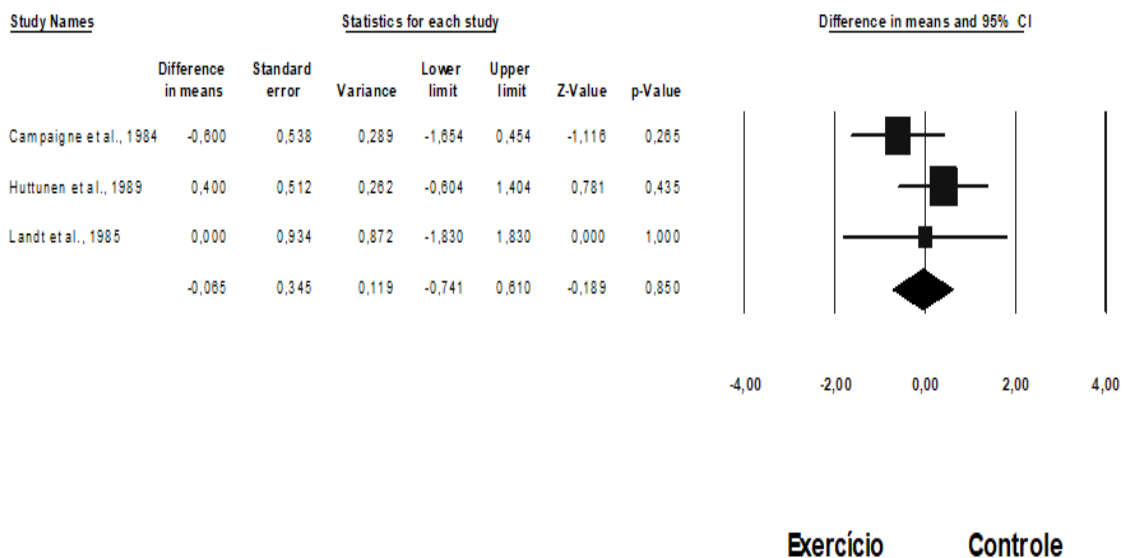 Study Names Statistics for each study Difference in means and 95% CI
Difference in means Standard error Variance Lower limit Upper limit Z-Value p-Value
Campaigne et al., 1984 -0,600 0,538 0,289 -1,654 0,454 -1,116 0,265
Huttunen et al., 1989 0,400 0,512 0,262 -0,604 1,404 0,781 0,435
Landt et al., 1985 0,000 0,934 0,872 -1,830 1,830 0,000 1,000
-0,065 0,345 0,119 -0,741 0,610 -0,189 0,850
-4,00 -2,00 0,00 2,00 4,00
Exercício Controle